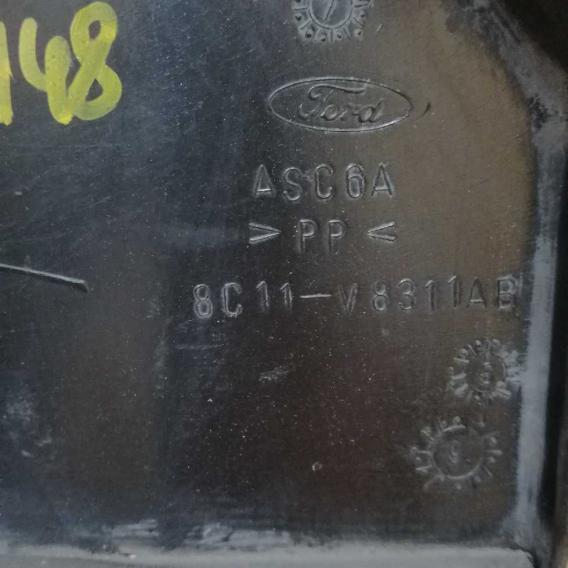 148
Ford
ASC6A
> PP <
8C11-V8311AB